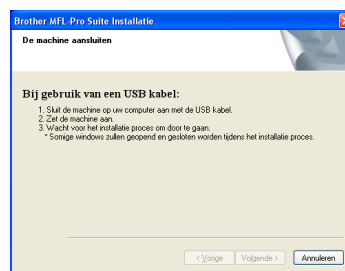 Brother MFL-Pro Suite Installatie
De machine aansluiten
Bij gebruik van een USB kabel:
1. Sluit de machine op uw computer aan met de USB kabel.
2. Zet de machine aan.
3. Wacht voor het installatie proces om door te gaan.
* Somige windows zullen geopend en gesloten worden tijdens het installatie proces.
< Vorige
Volgende >
Annuleren